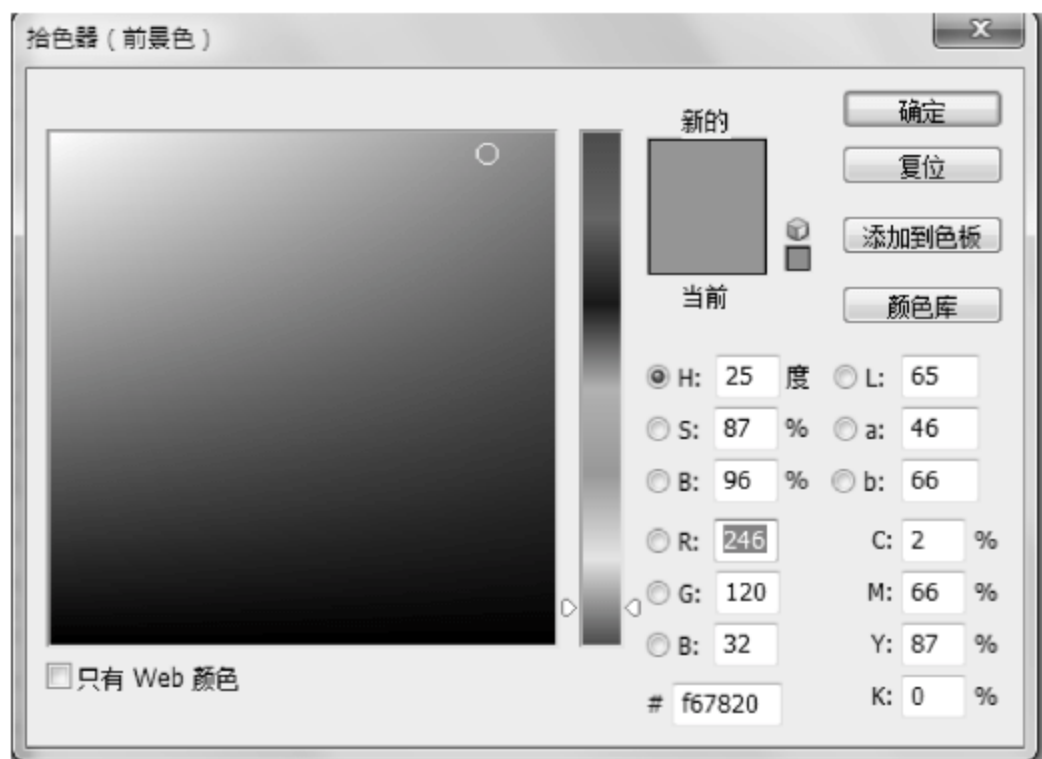 拾色器（前景色）
x
新的
确定
复位
添加到色板
当前
颜色库
H: 25 度 L: 65
S: 87 % a: 46
B: 96 % b: 66
R: 246 C: 2 %
G: 120 M: 66 %
B: 32 Y: 87 %
只有 Web 颜色
# f67820 K: 0 %